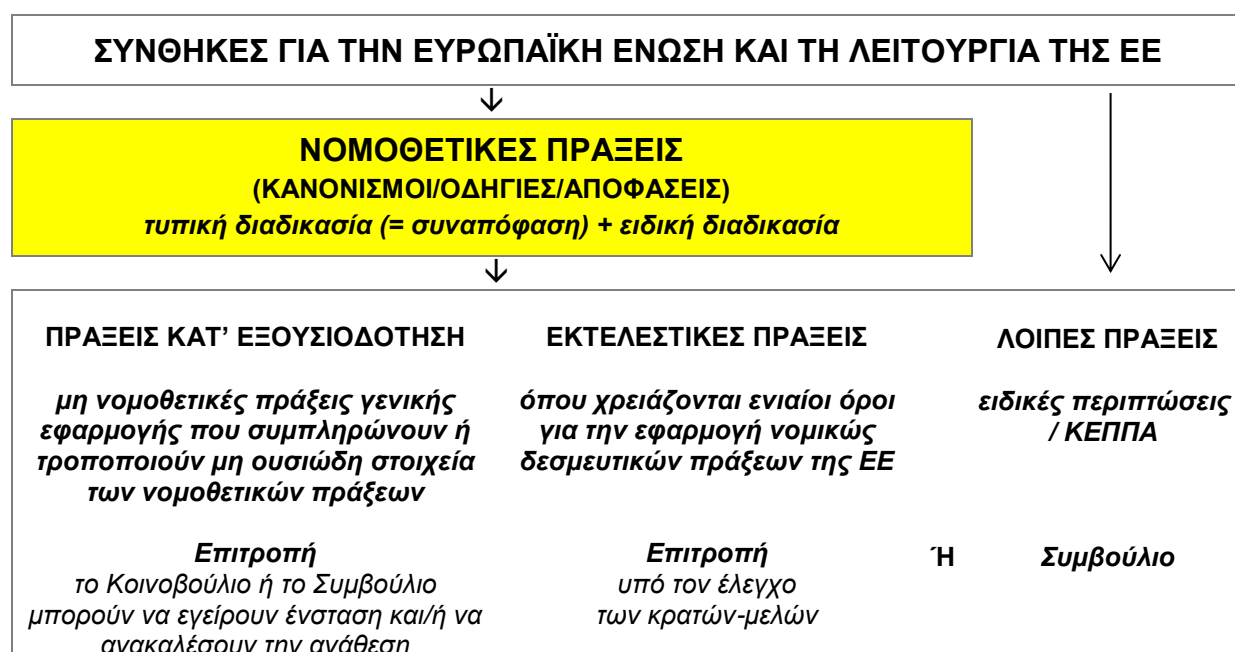 ΣΥΝΘΗΚΕΣ ΓΙΑ ΤΗΝ ΕΥΡΩΠΑΪΚΗ ΕΝΩΣΗ ΚΑΙ ΤΗ ΛΕΙΤΟΥΡΓΙΑ ΤΗΣ ΕΕ
ΝΟΜΟΘΕΤΙΚΕΣ ΠΡΑΞΕΙΣ
(ΚΑΝΟΝΙΣΜΟΙ/ΟΔΗΓΙΕΣ/ΑΠΟΦΑΣΕΙΣ)
τυπική διαδικασία (= συναπόφαση) + ειδική διαδικασία
ΠΡΑΞΕΙΣ ΚΑΤ’ ΕΞΟΥΣΙΟΔΟΤΗΣΗ
μη νομοθετικές πράξεις γενικής
εφαρμογής που συμπληρώνουν ή
τροποποιούν μη ουσιώδη στοιχεία
των νομοθετικών πράξεων
Επιτροπή
το Κοινοβούλιο ή το Συμβούλιο
μπορούν να εγείρουν ένσταση και/ή να
ανακαλέσουν την ανάθεση
ΕΚΤΕΛΕΣΤΙΚΕΣ ΠΡΑΞΕΙΣ
όπου χρειάζονται ενιαίοι όροι
για την εφαρμογή νομικώς
δεσμευτικών πράξεων της ΕΕ
Επιτροπή
υπό τον έλεγχο
των κρατών-μελών
Ή
ΛΟΙΠΕΣ ΠΡΑΞΕΙΣ
ειδικές περιπτώσεις
/ ΚΕΠΠΑ
Συμβούλιο